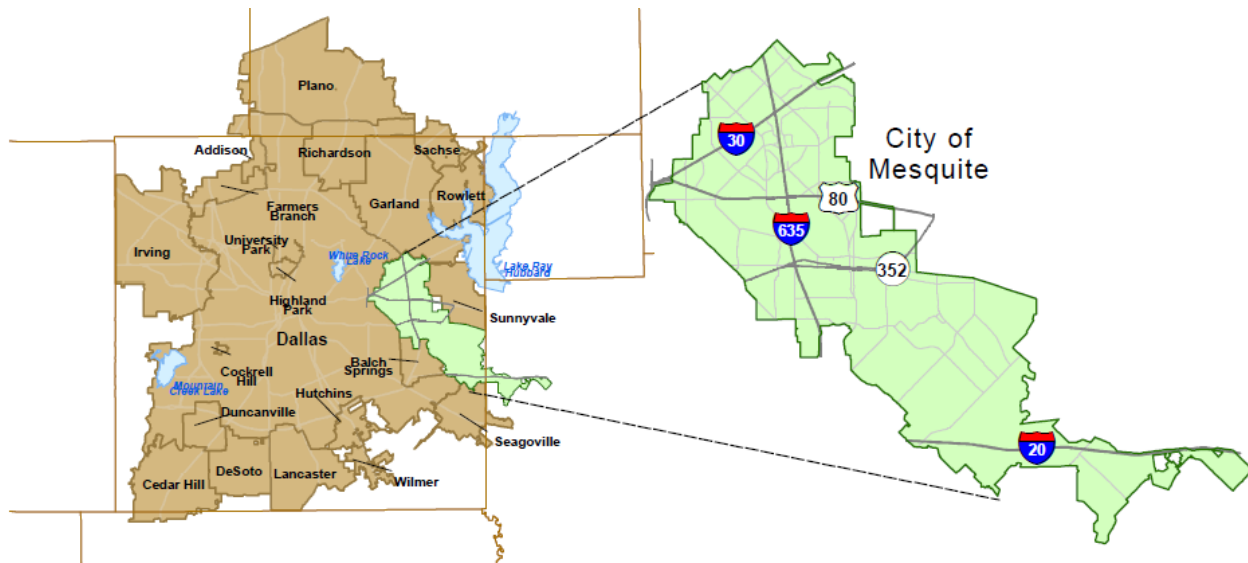 Plano.
Addison
Richardson
Sachse
Rowlett
Garland
Farmers
Branch
Irving
University
Park
White Rock
Lake
Lake Ray
Hubbard
Highland
Park
Sunnyvale
Dallas
Balch
Springs
Cockrell
Hill
Mountain
Creek Lake
Hutchins
Duncanville
Seagoville
DeSoto
Lancaster
Cedar Hill
Wilmer
City of
Mesquite
30
80
635
352
20